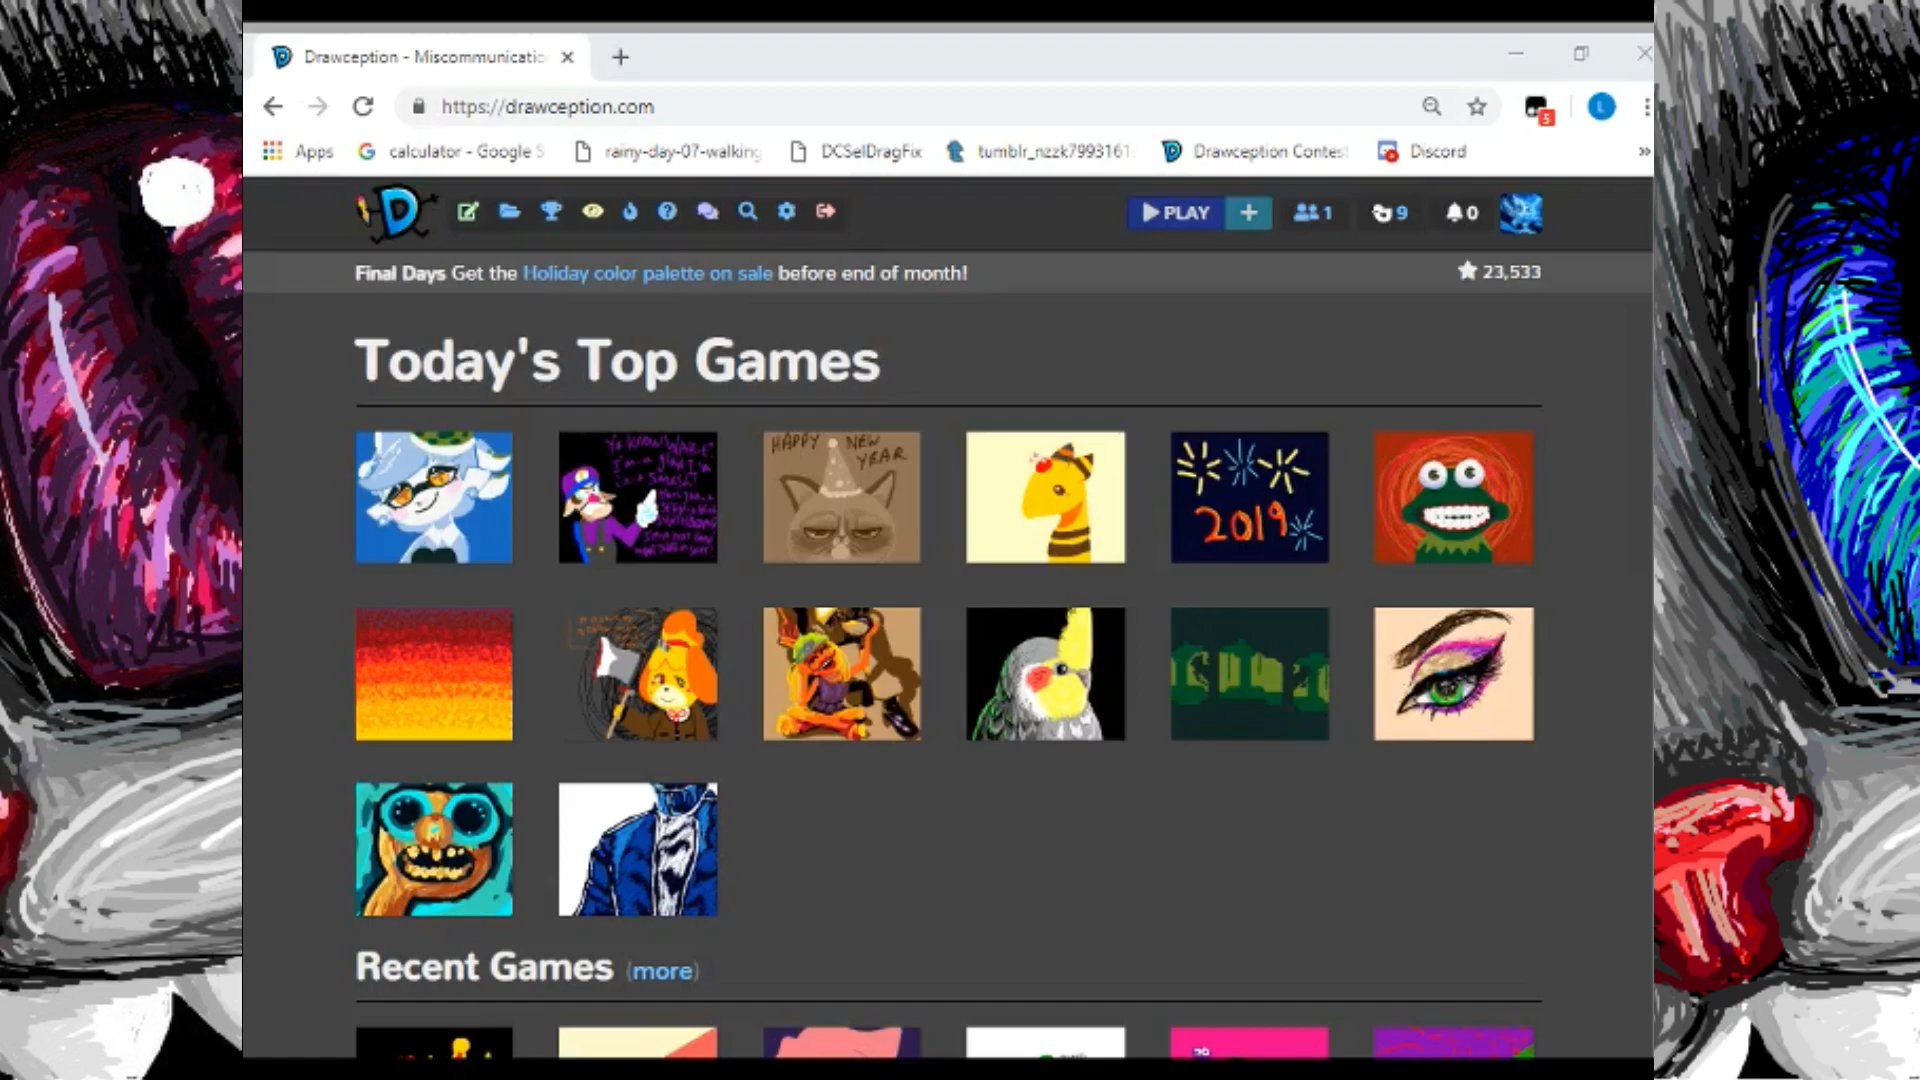 Drawception - Miscommunicatio
https://drawception.com
5
L
Apps
calculator - Google S
rainy-day-07-walking
DCSelDragFix
tumblr_nzzk7993161
Drawception Contest
Discord
»
D
PLAY
+
1
9
0
Final Days Get the Holiday color palette on sale before end of month!
23,533
Today's Top Games
HAPPY NEW YEAR
2019
Recent Games (more)